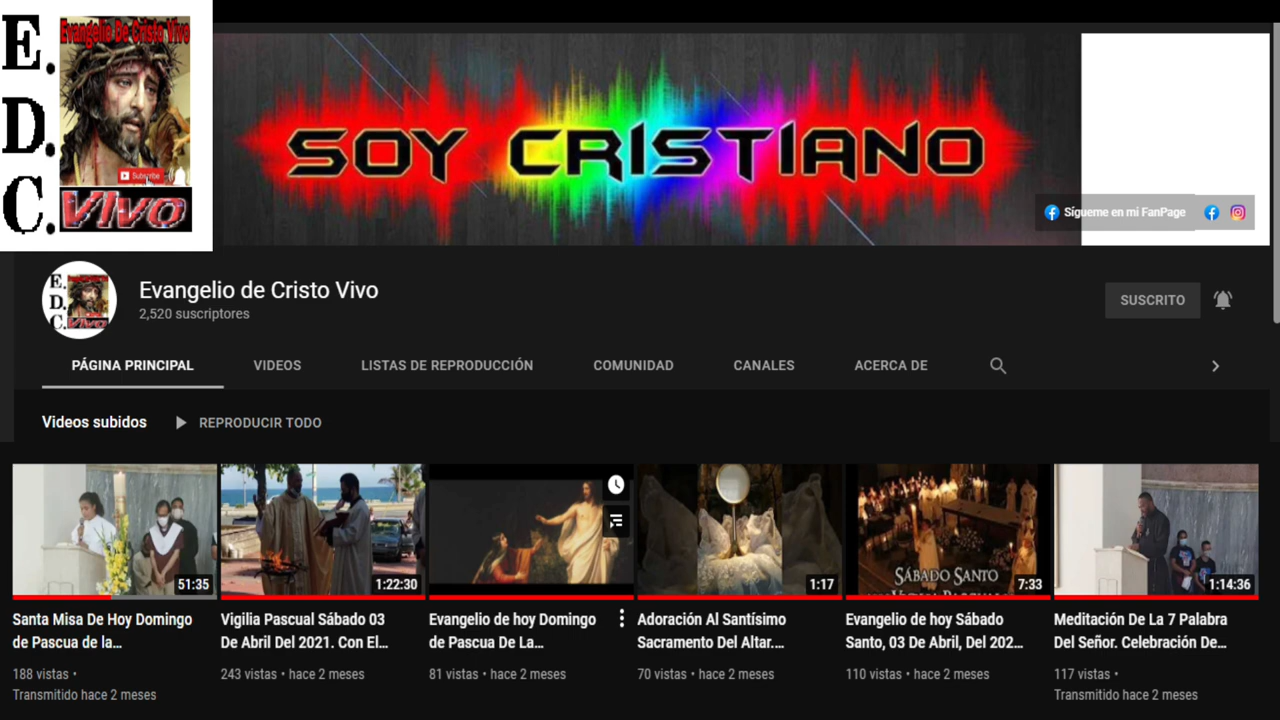 E.
D.
C.
Evangelio De Cristo Vivo
Subscribe
Vivo
SOY CRISTIANO
Sígueme en mi FanPage
Evangelio de Cristo Vivo
2,520 suscriptores
SUSCRITO
PÁGINA PRINCIPAL
VIDEOS
LISTAS DE REPRODUCCIÓN
COMUNIDAD
CANALES
ACERCA DE
Videos subidos
REPRODUCIR TODO
51:35
Santa Misa De Hoy Domingo
de Pascua de la...
188 vistas •
Transmitido hace 2 meses
1:22:30
Vigilia Pascual Sábado 03
De Abril Del 2021. Con El...
243 vistas • hace 2 meses
Evangelio de hoy Domingo
de Pascua De La...
81 vistas • hace 2 meses
1:17
Adoración Al Santísimo
Sacramento Del Altar....
70 vistas • hace 2 meses
SÁBADO SANTO
7:33
Evangelio de hoy Sábado
Santo, 03 De Abril, Del 202...
110 vistas • hace 2 meses
1:14:36
Meditación De La 7 Palabra
Del Señor. Celebración De...
117 vistas •
Transmitido hace 2 meses